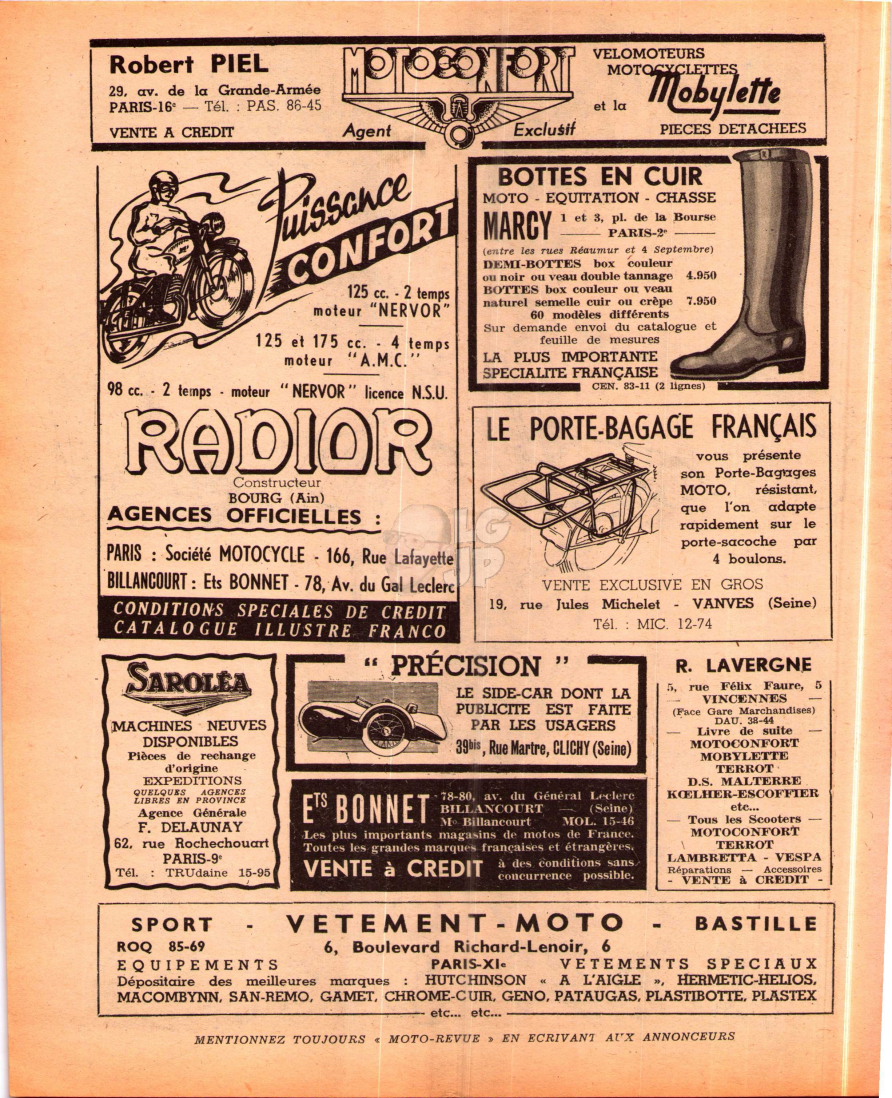 Robert PIEL
29, av. de la Grande-Armée
PARIS-16e — Tél. : PAS. 86-45
VENTE A CREDIT
MOTOCONFORT
Agent Exclusif
VELOMOTEURS
MOTOCYCLETTES
et la Mobylette
PIECES DETACHEES
Puissance
CONFORT
125 cc. - 2 temps
moteur "NERVOR"
125 et 175 cc. - 4 temps
moteur "A.M.C."
98 cc. - 2 temps - moteur "NERVOR" licence N.S.U.
RADIOR
Constructeur
BOURG (Ain)
AGENCES OFFICIELLES :
PARIS : Société MOTOCYCLE - 166, Rue Lafayette
BILLANCOURT : Ets BONNET - 78, Av. du Gal Leclerc
CONDITIONS SPECIALES DE CREDIT
CATALOGUE ILLUSTRE FRANCO
BOTTES EN CUIR
MOTO - EQUITATION - CHASSE
MARCY 1 et 3, pl. de la Bourse
— PARIS-2e —
(entre les rues Réaumur et 4 Septembre)
DEMI-BOTTES box couleur
ou noir ou veau double tannage 4.950
BOTTES box couleur ou veau
naturel semelle cuir ou crêpe 7.950
60 modèles différents
Sur demande envoi du catalogue et
feuille de mesures
LA PLUS IMPORTANTE
SPECIALITE FRANÇAISE
CEN. 83-11 (2 lignes)
LE PORTE-BAGAGE FRANÇAIS
vous présente
son Porte-Bagages
MOTO, résistant,
que l'on adapte
rapidement sur le
porte-sacoche par
4 boulons.
VENTE EXCLUSIVE EN GROS
19, rue Jules Michelet - VANVES (Seine)
Tél. : MIC. 12-74
LG
JP
SAROLÉA
MACHINES NEUVES
DISPONIBLES
Pièces de rechange
d'origine
EXPEDITIONS
QUELQUES AGENCES
LIBRES EN PROVINCE
Agence Générale
F. DELAUNAY
62, rue Rochechouart
PARIS-9e
Tél. : TRUdaine 15-95
" PRÉCISION "
LE SIDE-CAR DONT LA
PUBLICITE EST FAITE
PAR LES USAGERS
39bis, Rue Martre, CLICHY (Seine)
Ets BONNET
78-80, av. du Général Leclerc
BILLANCOURT — (Seine)
Mo Billancourt MOL. 15-46
Les plus importants magasins de motos de France.
Toutes les grandes marques françaises et étrangères.
VENTE à CREDIT à des conditions sans
concurrence possible.
R. LAVERGNE
5, rue Félix Faure, 5
— VINCENNES —
(Face Gare Marchandises)
DAU. 38-44
— Livre de suite —
MOTOCONFORT
MOBYLETTE
TERROT
D.S. MALTERRE
KŒLHER-ESCOFFIER
etc...
— Tous les Scooters —
MOTOCONFORT
TERROT
LAMBRETTA - VESPA
Réparations — Accessoires
- VENTE à CREDIT -
SPORT - VETEMENT-MOTO - BASTILLE
ROQ 85-69 6, Boulevard Richard-Lenoir, 6
EQUIPEMENTS PARIS-XIe VETEMENTS SPECIAUX
Dépositaire des meilleures marques : HUTCHINSON « A L'AIGLE », HERMETIC-HELIOS,
MACOMBYNN, SAN-REMO, GAMET, CHROME-CUIR, GENO, PATAUGAS, PLASTIBOTTE, PLASTEX
etc... etc...
MENTIONNEZ TOUJOURS « MOTO-REVUE » EN ECRIVANT AUX ANNONCEURS